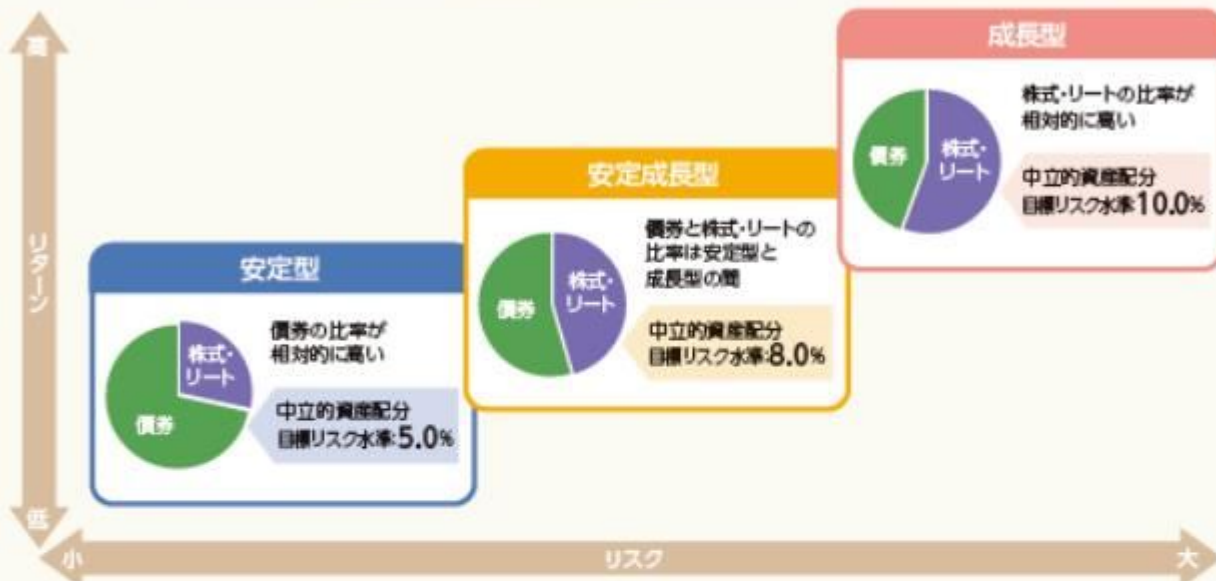 高
リターン
低
小
リスク
大
安定型
株式・
リート
債券
債券の比率が
相対的に高い
中立的資産配分
目標リスク水準:5.0%
安定成長型
債券
株式・
リート
債券と株式・リートの
比率は安定型と
成長型の間
中立的資産配分
目標リスク水準:8.0%
成長型
債券
株式・
リート
株式・リートの比率が
相対的に高い
中立的資産配分
目標リスク水準:10.0%